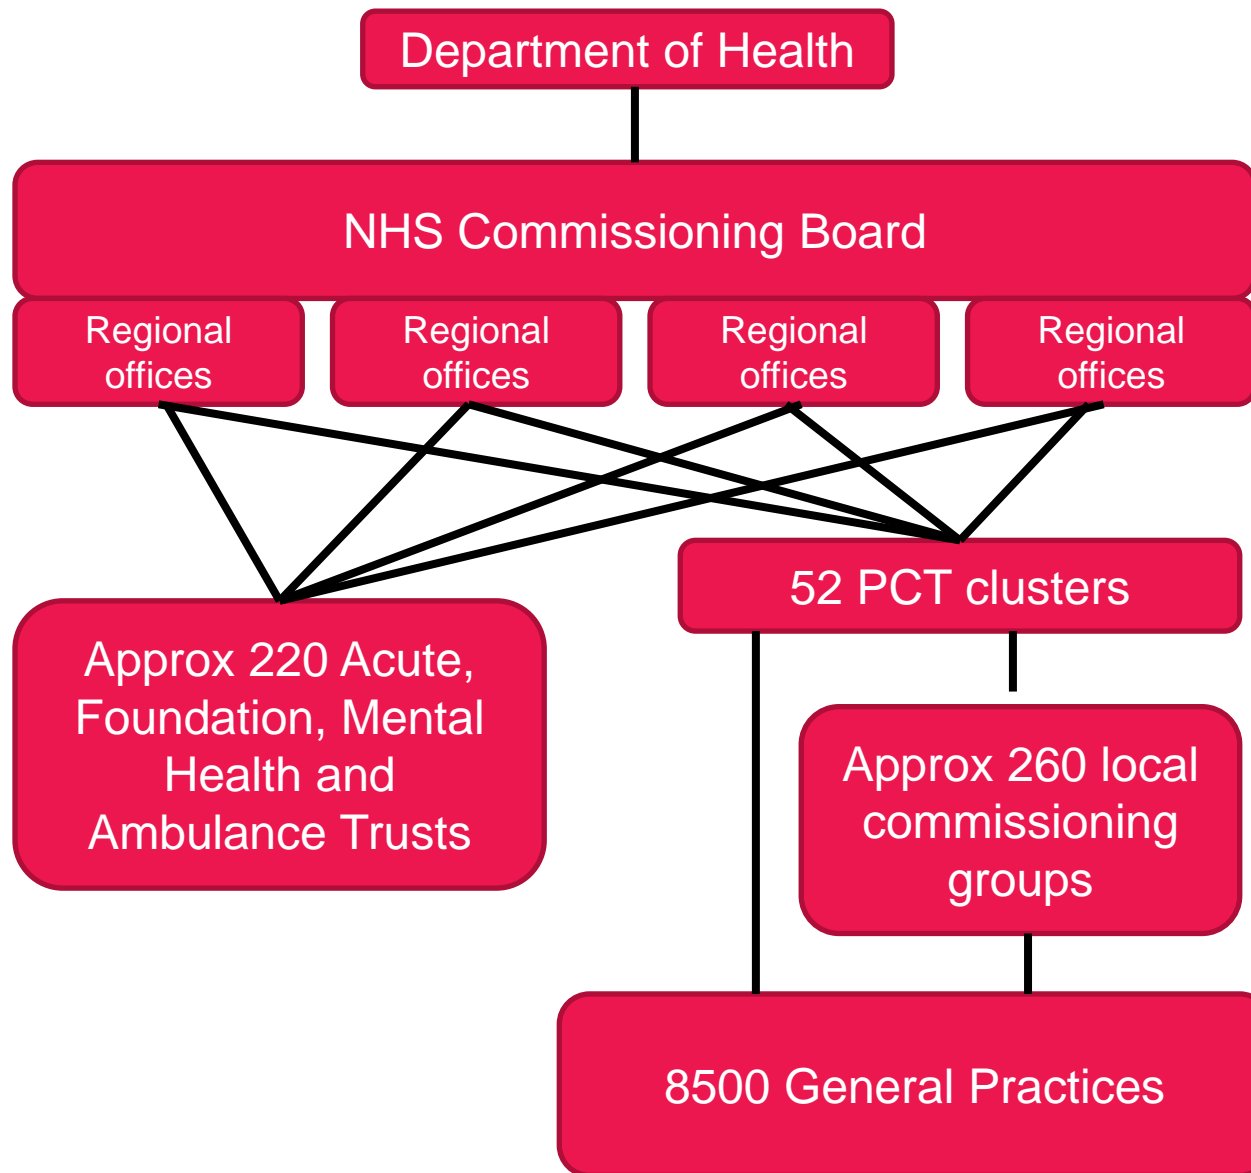 Department of Health
NHS Commissioning Board
Regional
offices
Regional
offices
Regional
offices
Regional
offices
52 PCT clusters
Approx 220 Acute,
Foundation, Mental
Health and
Ambulance Trusts
Approx 260 local
commissioning
groups
8500 General Practices